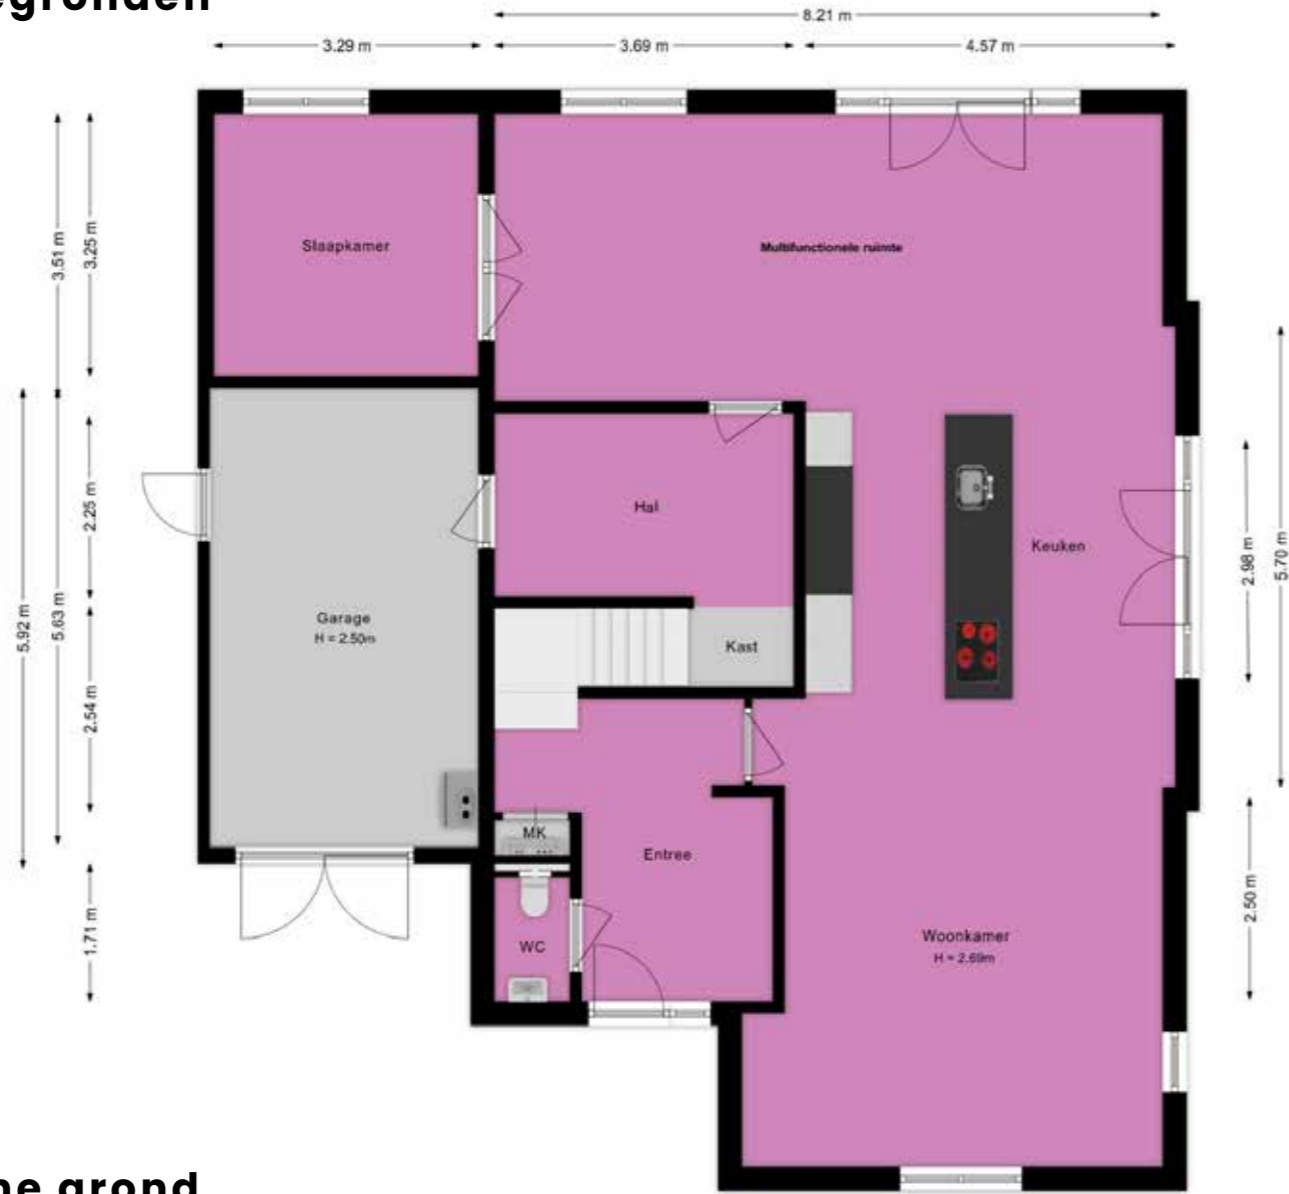 egronden
8.21 m
3.29 m
3.69 m
4.57 m
3.51 m
3.25 m
Slaapkamer
Multifunctionele ruimte
2.25 m
Hal
Keuken
2.98 m
5.70 m
5.92 m
5.63 m
Garage
H = 2.50m
Kast
2.54 m
MK
Entree
1.71 m
WC
2.50 m
Woonkamer
H = 2.69m
ne grond